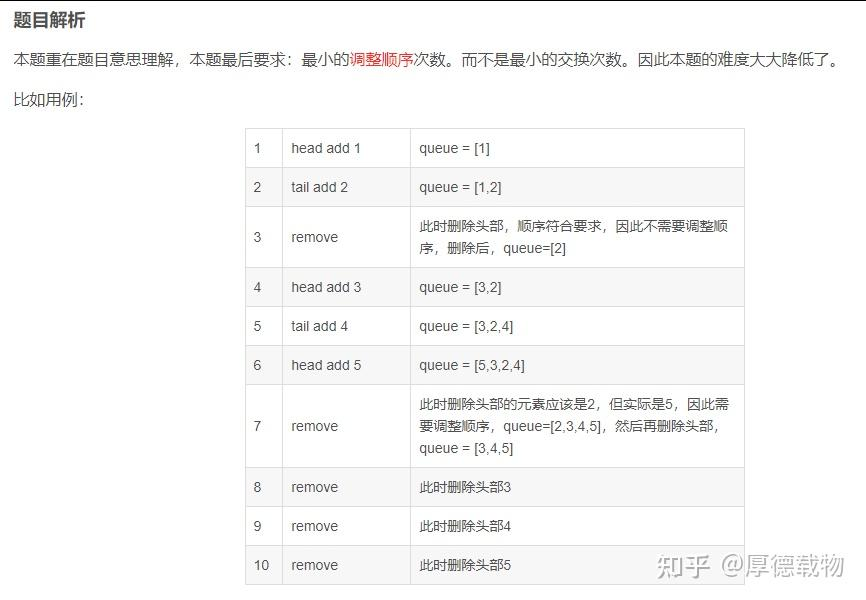 题目解析
本题重在题目意思理解，本题最后要求：最小的调整顺序次数。而不是最小的交换次数。因此本题的难度大大降低了。
比如用例：
1 head add 1 queue = [1]
2 tail add 2 queue = [1,2]
3 remove 此时删除头部，顺序符合要求，因此不需要调整顺
序，删除后，queue=[2]
4 head add 3 queue = [3,2]
5 tail add 4 queue = [3,2,4]
6 head add 5 queue = [5,3,2,4]
7 remove 此时删除头部的元素应该是2，但实际是5，因此需
要调整顺序，queue=[2,3,4,5]，然后再删除头部，
queue = [3,4,5]
8 remove 此时删除头部3
9 remove 此时删除头部4
10 remove 此时删除头部5
知乎 @厚德载物